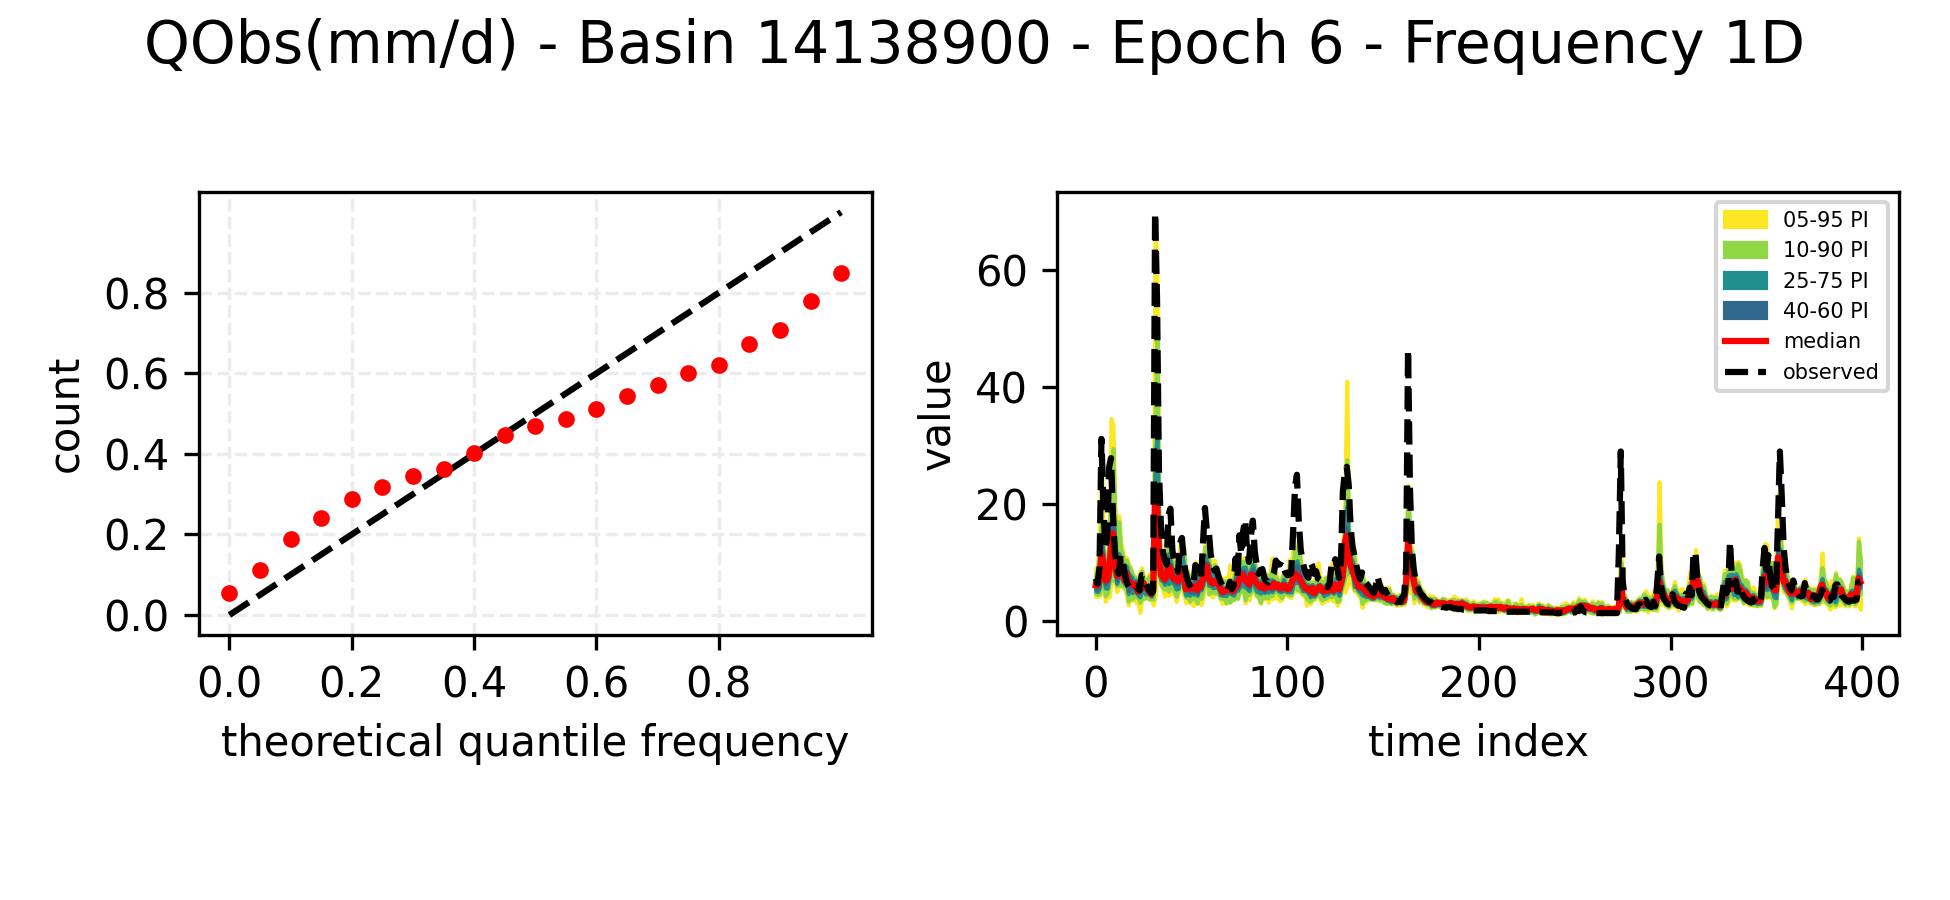 QObs(mm/d) - Basin 14138900 - Epoch 6 - Frequency 1D
count
0.8
0.6
0.4
0.2
0.0
0.0 0.2 0.4 0.6 0.8
theoretical quantile frequency
value
60
40
20
0
0 100 200 300 400
time index
05-95 PI
10-90 PI
25-75 PI
40-60 PI
median
observed